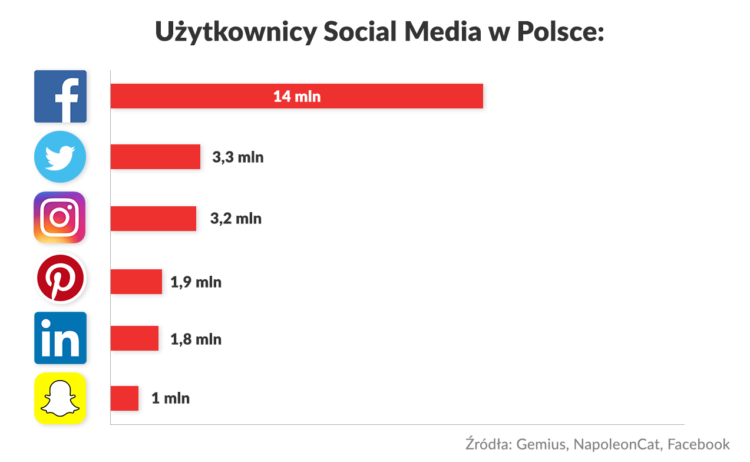 Użytkownicy Social Media w Polsce:
f
14 mln
3,3 mln
3,2 mln
1,9 mln
in
1,8 mln
1 mln
Źródła: Gemius, NapoleonCat, Facebook